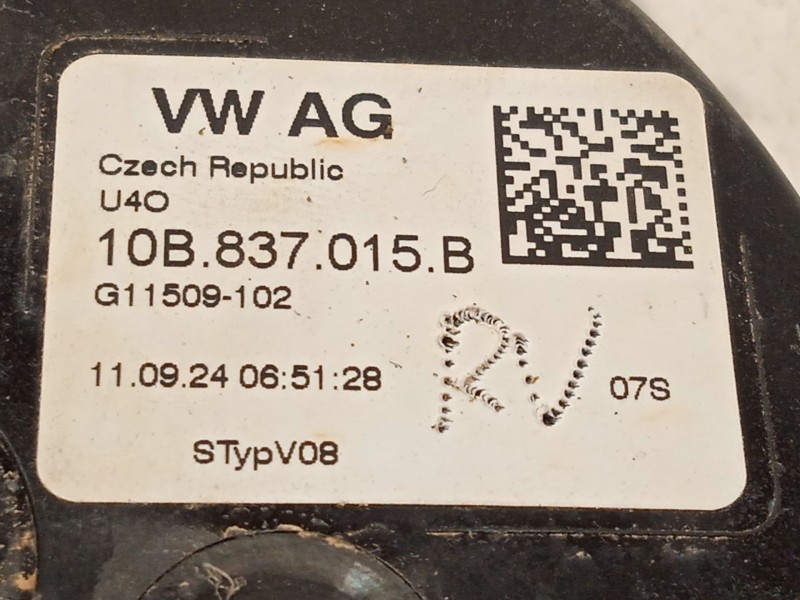 VW AG
Czech Republic
U4O
10B.837.015.B
G11509-102
RV
11.09.24 06:51:28
07S
STypV08